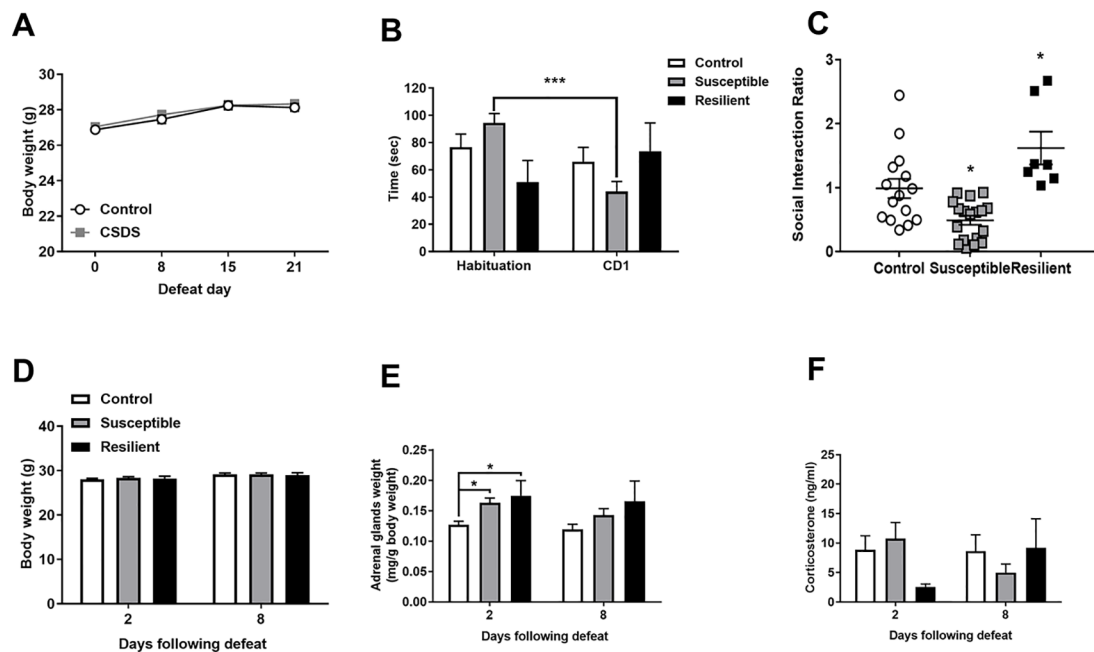 A
Body weight (g)
30
28
26
24
22
20
Control
CSDS
0 8 15 21
Defeat day
B
Control
Susceptible
Resilient
***
Time (sec)
120
100
80
60
40
20
0
Habituation CD1
C
Social Interaction Ratio
3
2
1
0
*
*
Control Susceptible Resilient
D
Control
Susceptible
Resilient
Body weight (g)
40
30
20
10
0
2 8
Days following defeat
E
Adrenal glands weight
(mg/g body weight)
0.25
0.20
0.15
0.10
0.05
0.00
*
*
2 8
Days following defeat
F
Corticosterone (ng/ml)
25
20
15
10
5
0
2 8
Days following defeat